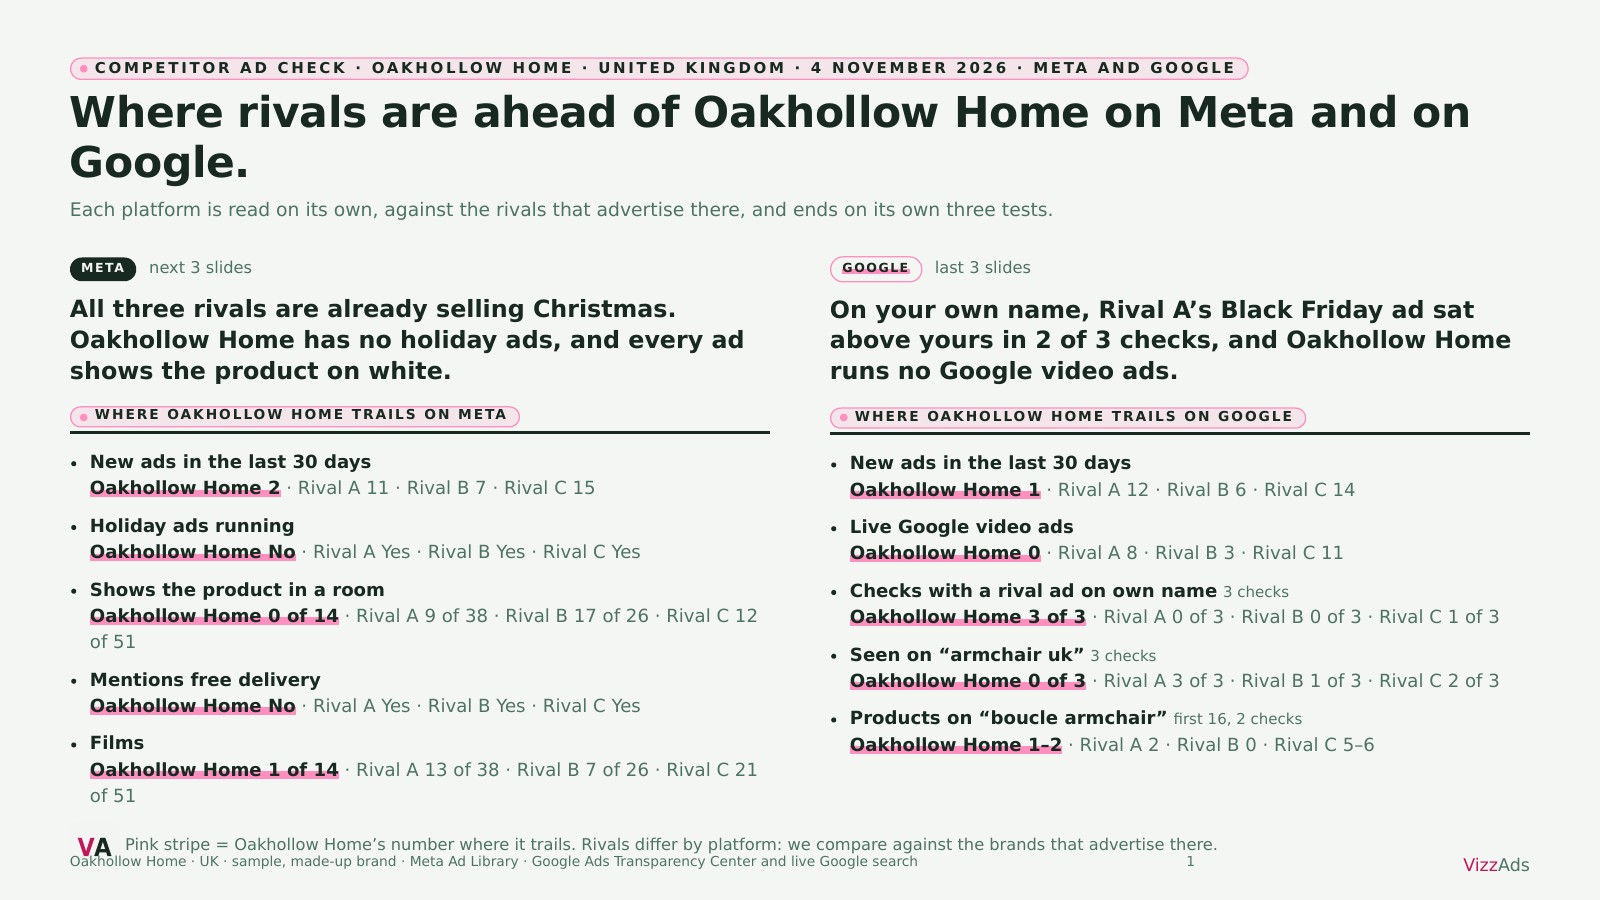 COMPETITOR AD CHECK · OAKHOLLOW HOME · UNITED KINGDOM · 4 NOVEMBER 2026 · META AND GOOGLE
Where rivals are ahead of Oakhollow Home on Meta and on
Google.
Each platform is read on its own, against the rivals that advertise there, and ends on its own three tests.
META next 3 slides
All three rivals are already selling Christmas.
Oakhollow Home has no holiday ads, and every ad
shows the product on white.
WHERE OAKHOLLOW HOME TRAILS ON META
• New ads in the last 30 days
Oakhollow Home 2 · Rival A 11 · Rival B 7 · Rival C 15
• Holiday ads running
Oakhollow Home No · Rival A Yes · Rival B Yes · Rival C Yes
• Shows the product in a room
Oakhollow Home 0 of 14 · Rival A 9 of 38 · Rival B 17 of 26 · Rival C 12
of 51
• Mentions free delivery
Oakhollow Home No · Rival A Yes · Rival B Yes · Rival C Yes
• Films
Oakhollow Home 1 of 14 · Rival A 13 of 38 · Rival B 7 of 26 · Rival C 21
of 51
GOOGLE last 3 slides
On your own name, Rival A’s Black Friday ad sat
above yours in 2 of 3 checks, and Oakhollow Home
runs no Google video ads.
WHERE OAKHOLLOW HOME TRAILS ON GOOGLE
• New ads in the last 30 days
Oakhollow Home 1 · Rival A 12 · Rival B 6 · Rival C 14
• Live Google video ads
Oakhollow Home 0 · Rival A 8 · Rival B 3 · Rival C 11
• Checks with a rival ad on own name 3 checks
Oakhollow Home 3 of 3 · Rival A 0 of 3 · Rival B 0 of 3 · Rival C 1 of 3
• Seen on “armchair uk” 3 checks
Oakhollow Home 0 of 3 · Rival A 3 of 3 · Rival B 1 of 3 · Rival C 2 of 3
• Products on “boucle armchair” first 16, 2 checks
Oakhollow Home 1–2 · Rival A 2 · Rival B 0 · Rival C 5–6
VA Pink stripe = Oakhollow Home’s number where it trails. Rivals differ by platform: we compare against the brands that advertise there.
Oakhollow Home · UK · sample, made-up brand · Meta Ad Library · Google Ads Transparency Center and live Google search
1
VizzAds